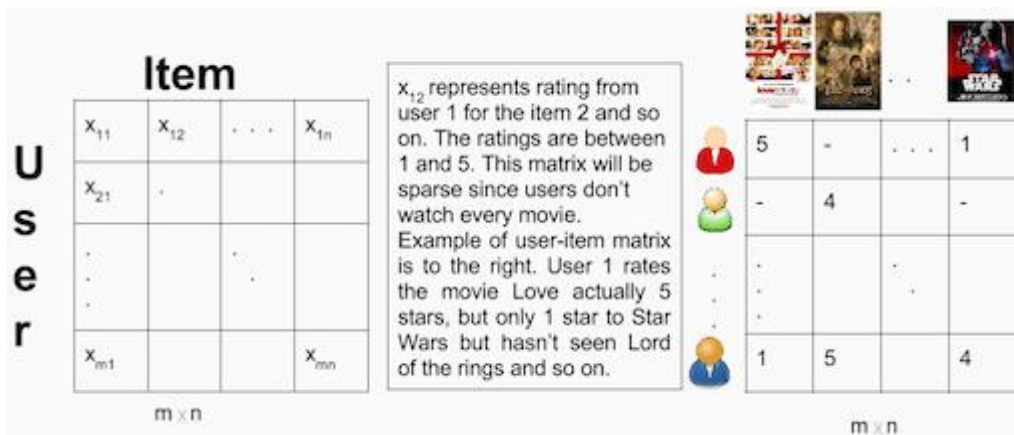 Item
User
x₁₁ x₁₂ . . . x₁ₙ
x₂₁ .
. .
. .
.
xₘ₁ xₘₙ
m x n
x₁₂ represents rating from
user 1 for the item 2 and so
on. The ratings are between
1 and 5. This matrix will be
sparse since users don't
watch every movie.
Example of user-item matrix
is to the right. User 1 rates
the movie Love actually 5
stars, but only 1 star to Star
Wars but hasn't seen Lord
of the rings and so on.
. .
STAR
WARS
5 - . . . 1
- 4 -
. . .
. . .
. .
1 5 4
m x n